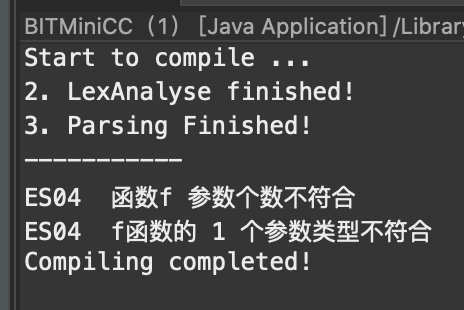 BITMiniCC (1) [Java Application] /Library
Start to compile ...
2. LexAnalyse finished!
3. Parsing Finished!
-----------
ES04  函数f 参数个数不符合
ES04  f函数的 1 个参数类型不符合
Compiling completed!